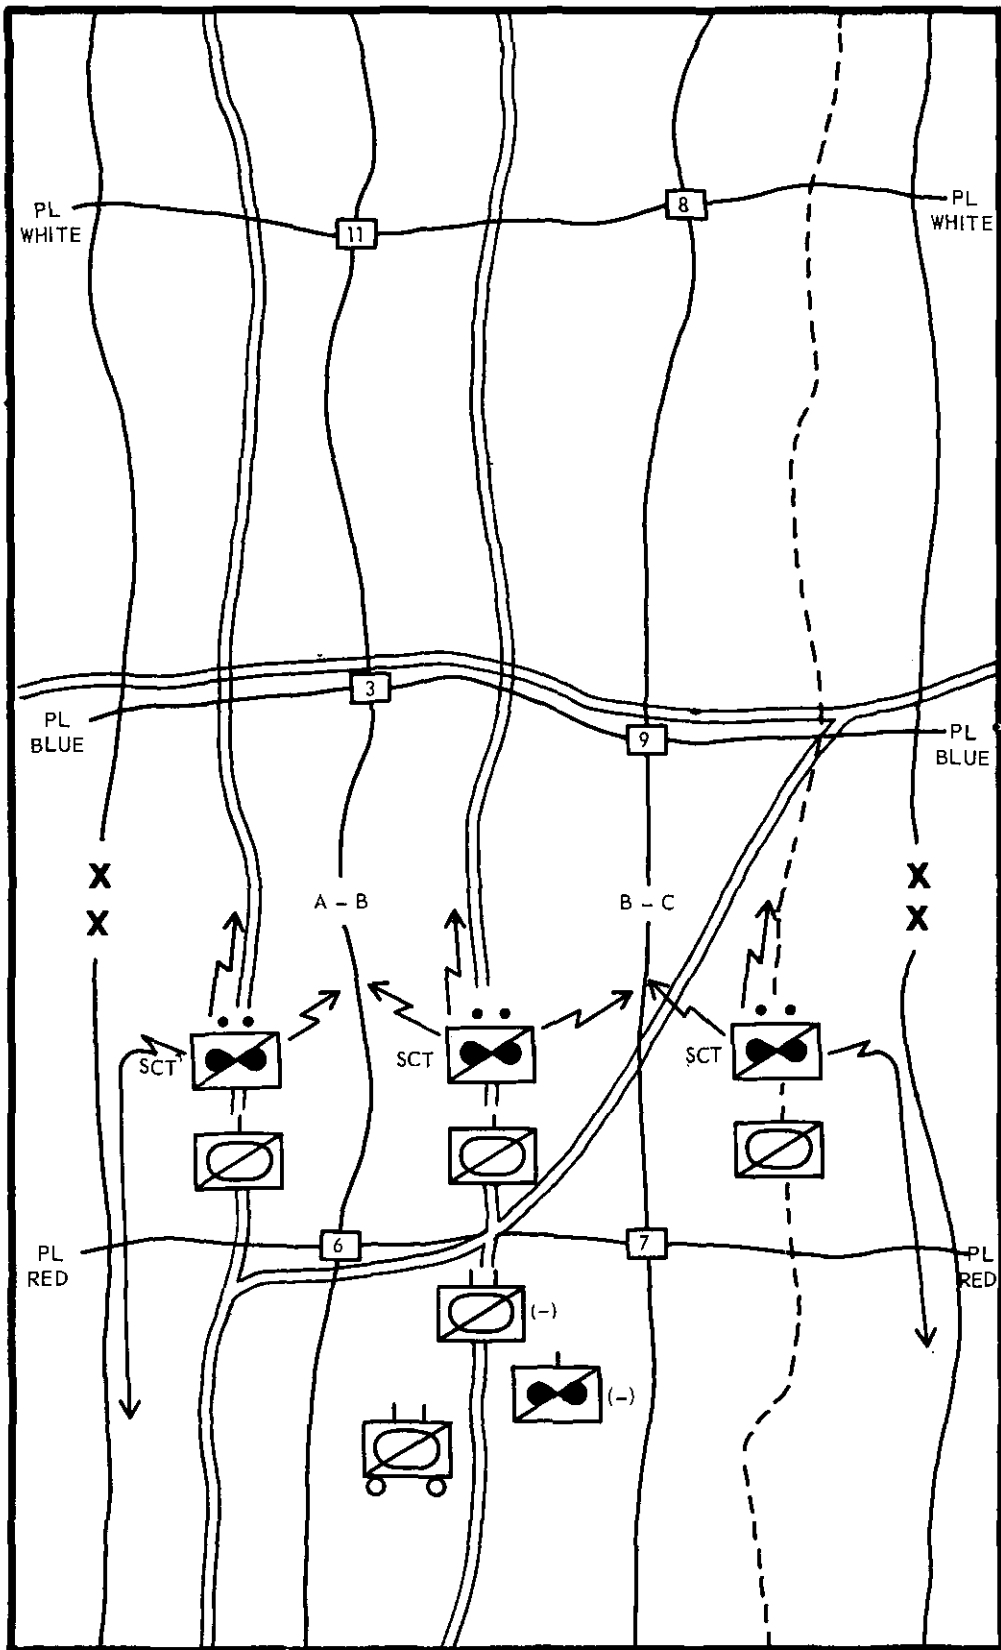 8
PL
WHITE
PL
WHITE
11
3
PL
BLUE
9
PL
BLUE
A - B
B - C
X
X
X
X
SCT
SCT
SCT
6
7
PL
RED
PL
RED
(-)
(-)